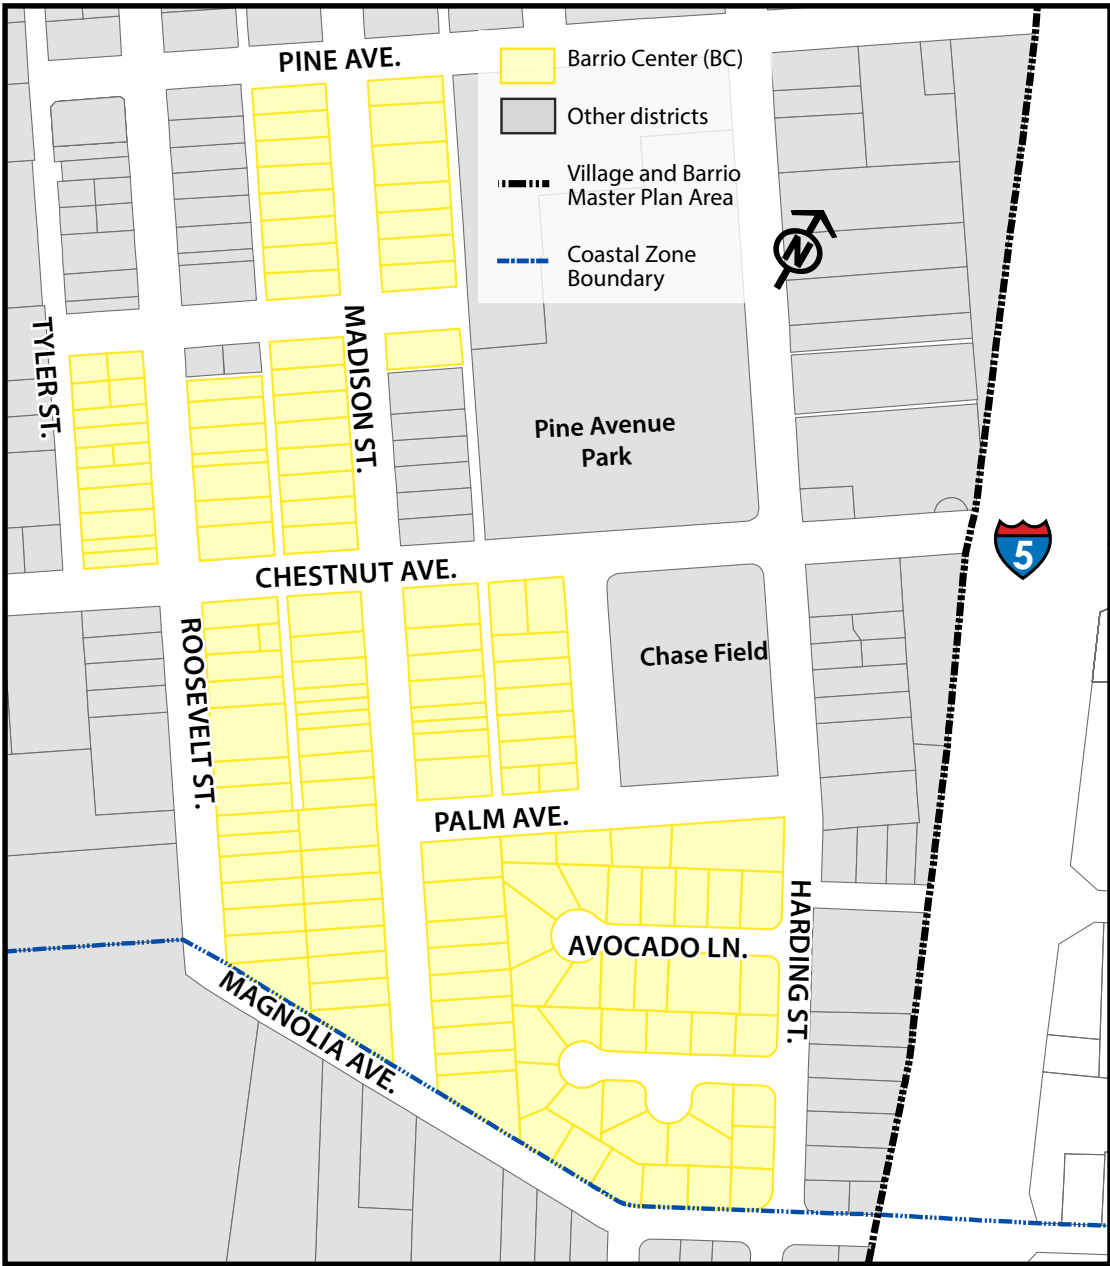 PINE AVE.
Barrio Center (BC)
Other districts
Village and Barrio
Master Plan Area
Coastal Zone
Boundary
N
TYLER ST.
MADISON ST.
Pine Avenue
Park
5
CHESTNUT AVE.
ROOSEVELT ST.
Chase Field
PALM AVE.
HARDING ST.
AVOCADO LN.
MAGNOLIA AVE.